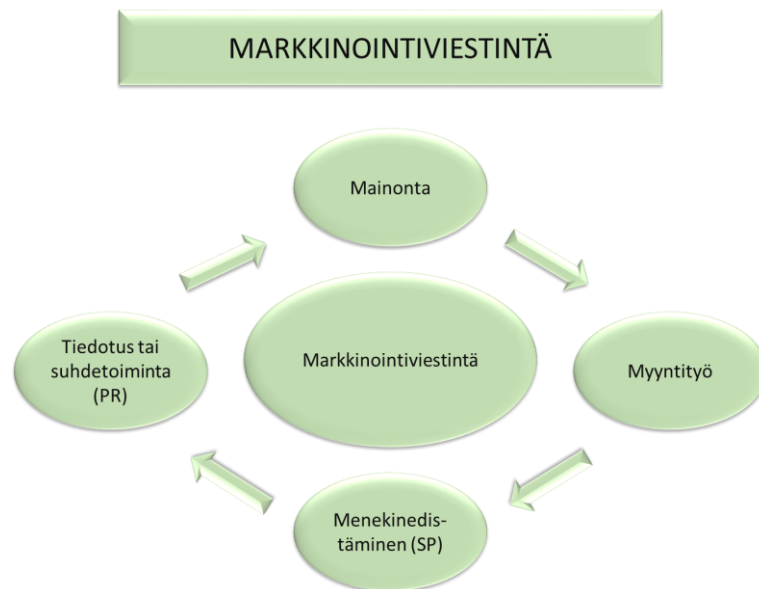 MARKKINOINTIVIESTINTÄ
Mainonta
Tiedotus tai
suhdetoiminta
(PR)
Markkinointiviestintä
Myyntityö
Menekinedis-
täminen (SP)